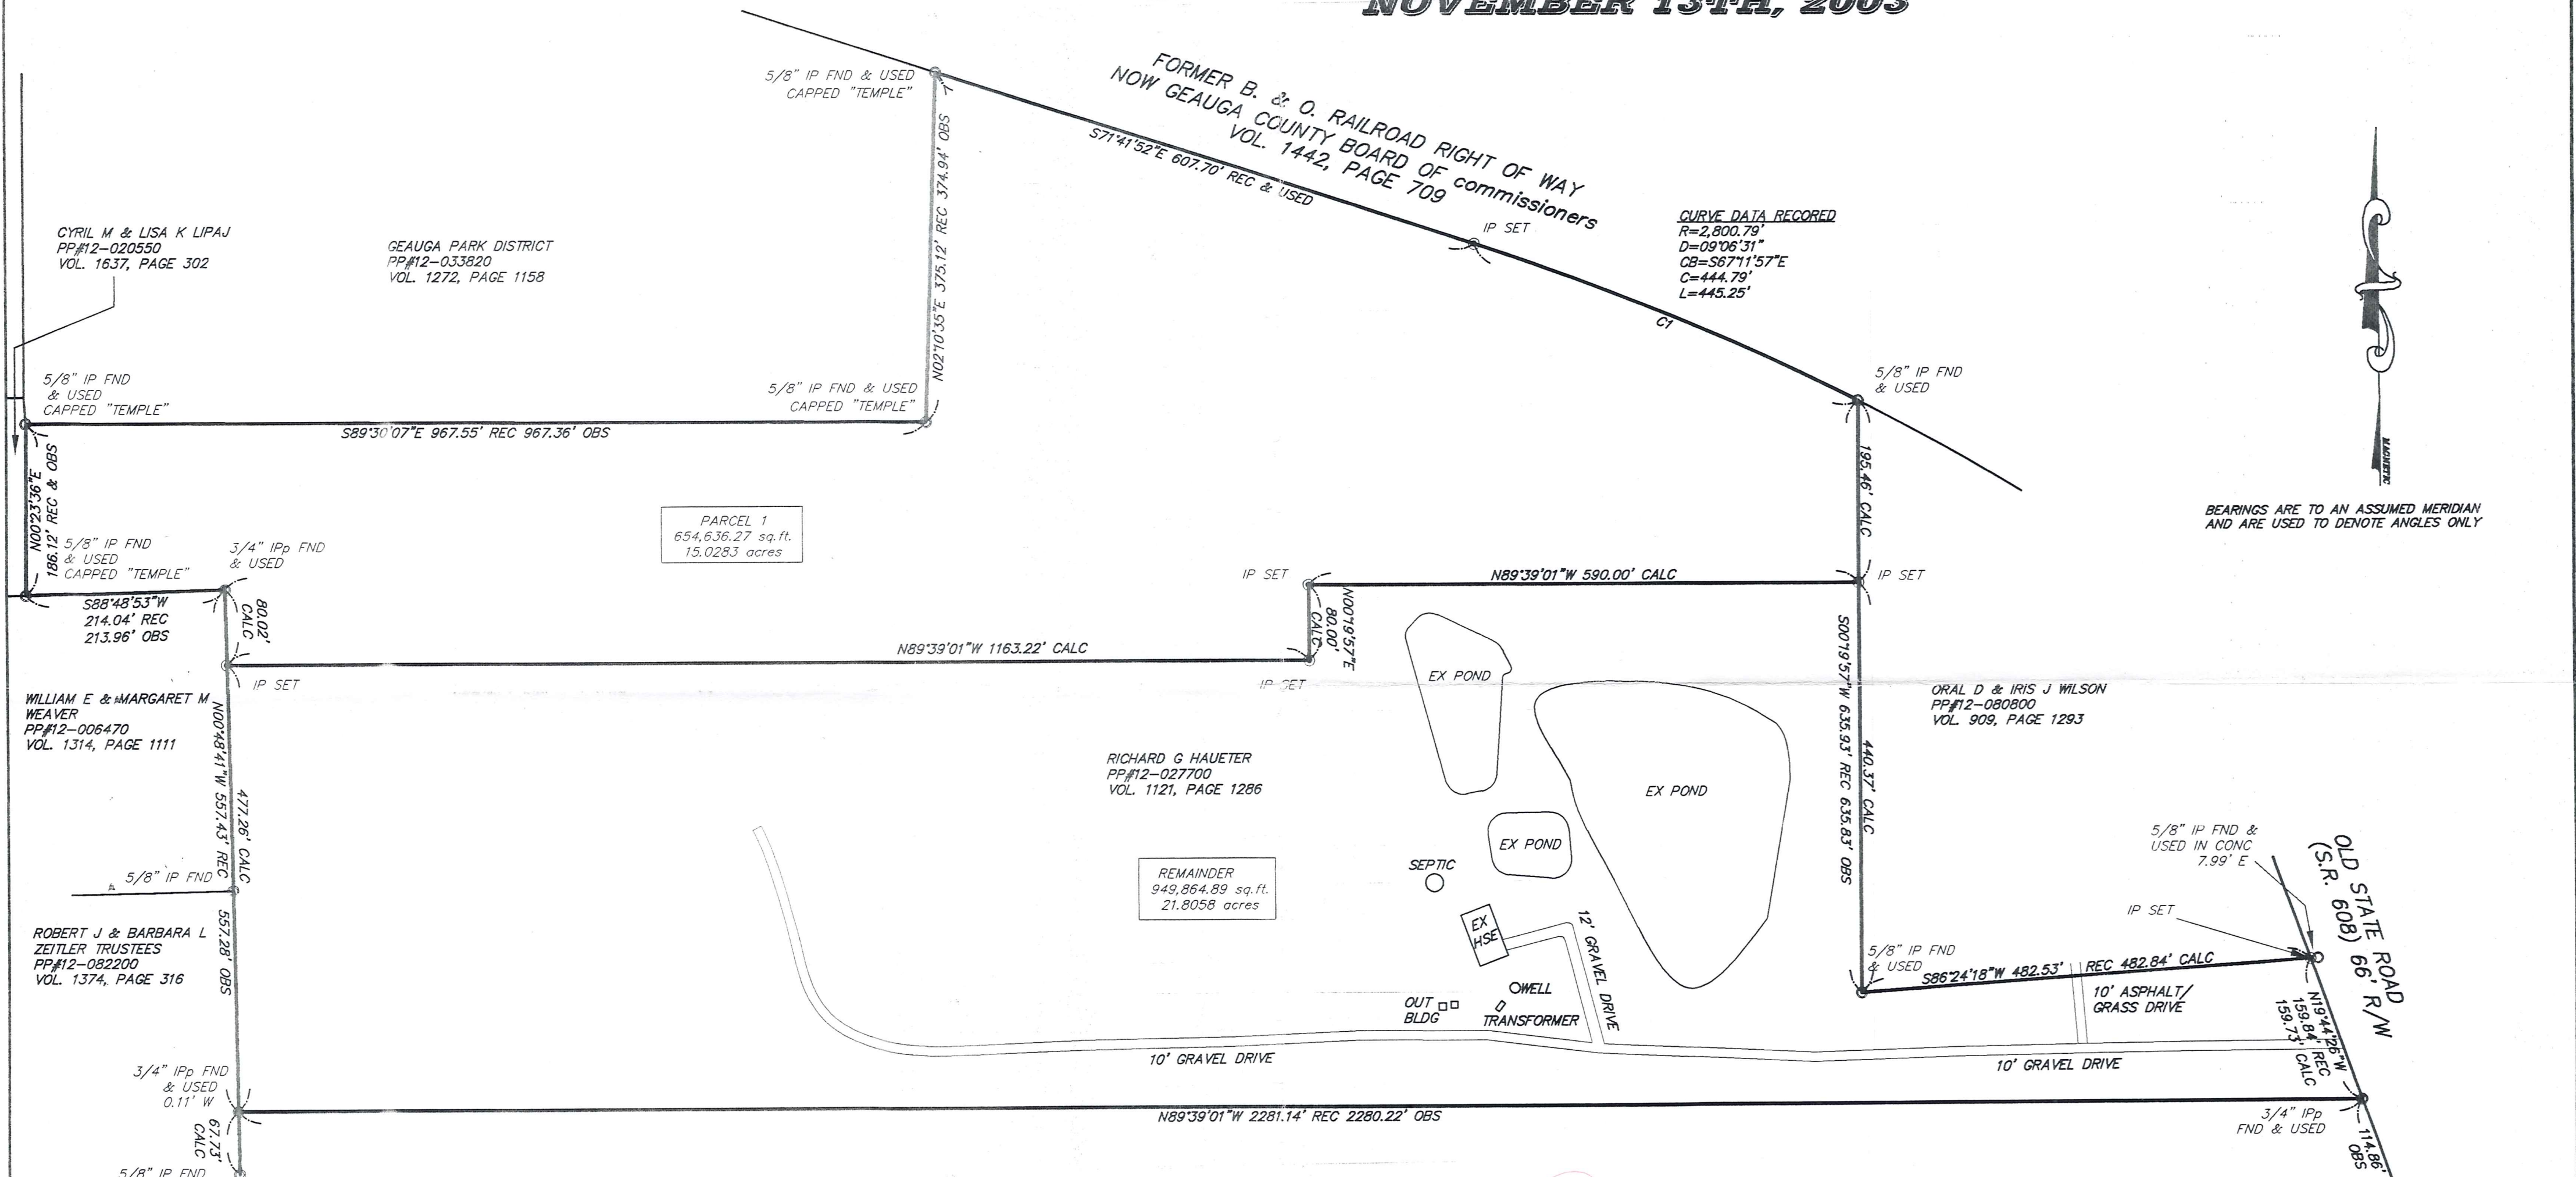 NOVEMBER 13TH, 2003
5/8" IP FND & USED
CAPPED "TEMPLE"
FORMER B. & O. RAILROAD RIGHT OF WAY
NOW GEAUGA COUNTY BOARD OF commissioners
VOL. 1442, PAGE 709
S71°41'52"E 607.70' REC & USED
IP SET
CURVE DATA RECORED
R=2,800.79'
D=09°06'31"
CB=S67°11'57"E
C=444.79'
L=445.25'
C1
N02°10'35"E 375.12' REC 374.94' OBS
CYRIL M & LISA K LIPAJ
PP#12-020550
VOL. 1637, PAGE 302
GEAUGA PARK DISTRICT
PP#12-033820
VOL. 1272, PAGE 1158
5/8" IP FND
& USED
CAPPED "TEMPLE"
5/8" IP FND & USED
CAPPED "TEMPLE"
5/8" IP FND
& USED
S89°30'07"E 967.55' REC 967.36' OBS
N00°23'36"E
186.12' REC & OBS
195.46' CALC
MAGNETIC
BEARINGS ARE TO AN ASSUMED MERIDIAN
AND ARE USED TO DENOTE ANGLES ONLY
PARCEL 1
654,636.27 sq.ft.
15.0283 acres
5/8" IP FND
& USED
CAPPED "TEMPLE"
3/4" IPp FND
& USED
IP SET
N89°39'01"W 590.00' CALC
IP SET
S88°48'53"W
214.04' REC
213.96' OBS
80.02'
CALC
N00°19'57"E
80.00'
CALC
N89°39'01"W 1163.22' CALC
IP SET
IP SET
WILLIAM E & MARGARET M
WEAVER
PP#12-006470
VOL. 1314, PAGE 1111
N00°48'41"W 557.43' REC
557.28' OBS
477.26' CALC
EX POND
S00°19'57"W 635.93' REC 635.83' OBS
440.37' CALC
ORAL D & IRIS J WILSON
PP#12-080800
VOL. 909, PAGE 1293
RICHARD G HAUETER
PP#12-027700
VOL. 1121, PAGE 1286
EX POND
EX POND
5/8" IP FND
SEPTIC
REMAINDER
949,864.89 sq.ft.
21.8058 acres
EX
HSE
12' GRAVEL DRIVE
5/8" IP FND &
USED IN CONC
7.99' E
IP SET
OLD STATE ROAD
(S.R. 608) 66' R/W
ROBERT J & BARBARA L
ZEITLER TRUSTEES
PP#12-082200
VOL. 1374, PAGE 316
5/8" IP FND
& USED
S86°24'18"W 482.53' REC 482.84' CALC
10' ASPHALT/
GRASS DRIVE
N19°44'26"W
159.84' REC
159.73' CALC
OUT
BLDG
WELL
TRANSFORMER
10' GRAVEL DRIVE
10' GRAVEL DRIVE
3/4" IPp FND
& USED
0.11' W
N89°39'01"W 2281.14' REC 2280.22' OBS
3/4" IPp
FND & USED
67.73'
CALC
114.86'
OBS
5/8" IP FND